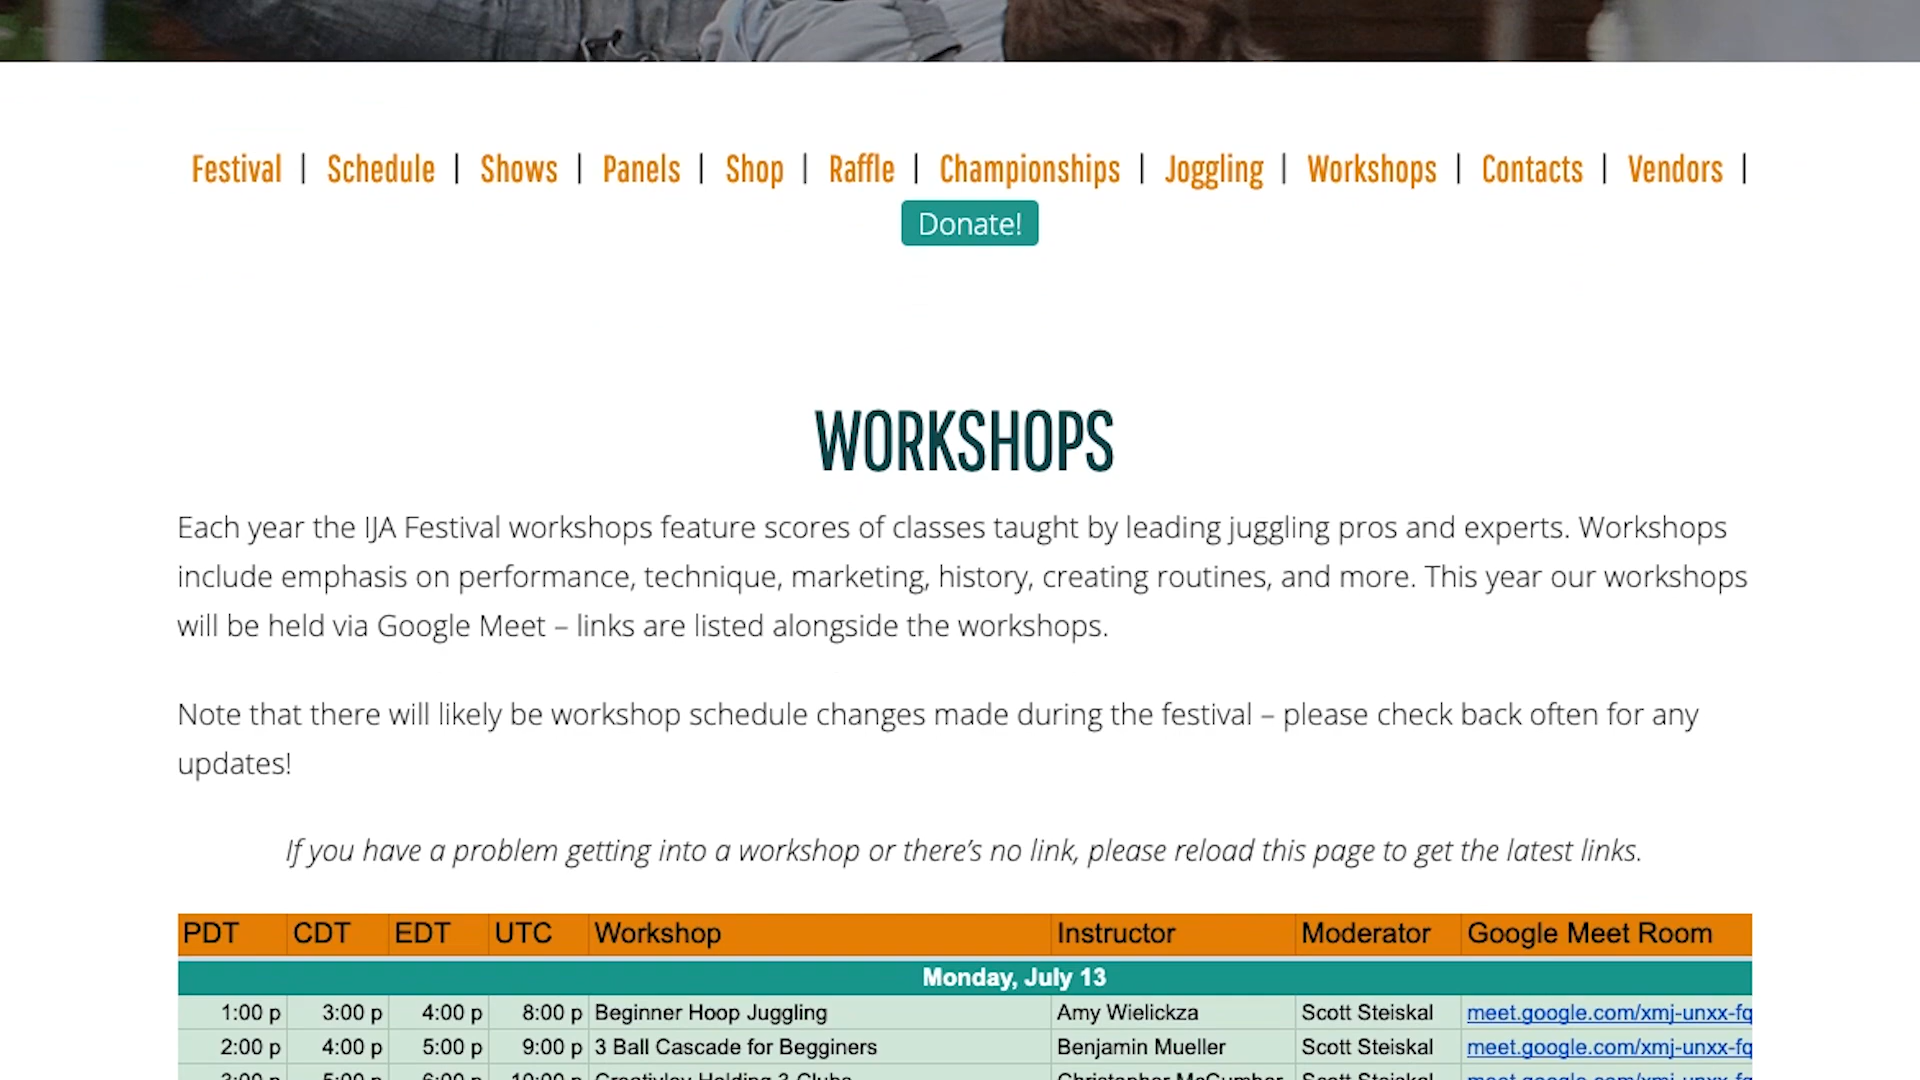 Festival | Schedule | Shows | Panels | Shop | Raffle | Championships | Joggling | Workshops | Contacts | Vendors |
Donate!
WORKSHOPS
Each year the IJA Festival workshops feature scores of classes taught by leading juggling pros and experts. Workshops
include emphasis on performance, technique, marketing, history, creating routines, and more. This year our workshops
will be held via Google Meet – links are listed alongside the workshops.
Note that there will likely be workshop schedule changes made during the festival – please check back often for any
updates!
If you have a problem getting into a workshop or there's no link, please reload this page to get the latest links.
PDT CDT EDT UTC Workshop Instructor Moderator Google Meet Room
Monday, July 13
1:00 p 3:00 p 4:00 p 8:00 p Beginner Hoop Juggling Amy Wielickza Scott Steiskal meet.google.com/xmj-unxx-fq
2:00 p 4:00 p 5:00 p 9:00 p 3 Ball Cascade for Begginers Benjamin Mueller Scott Steiskal meet.google.com/xmj-unxx-fq